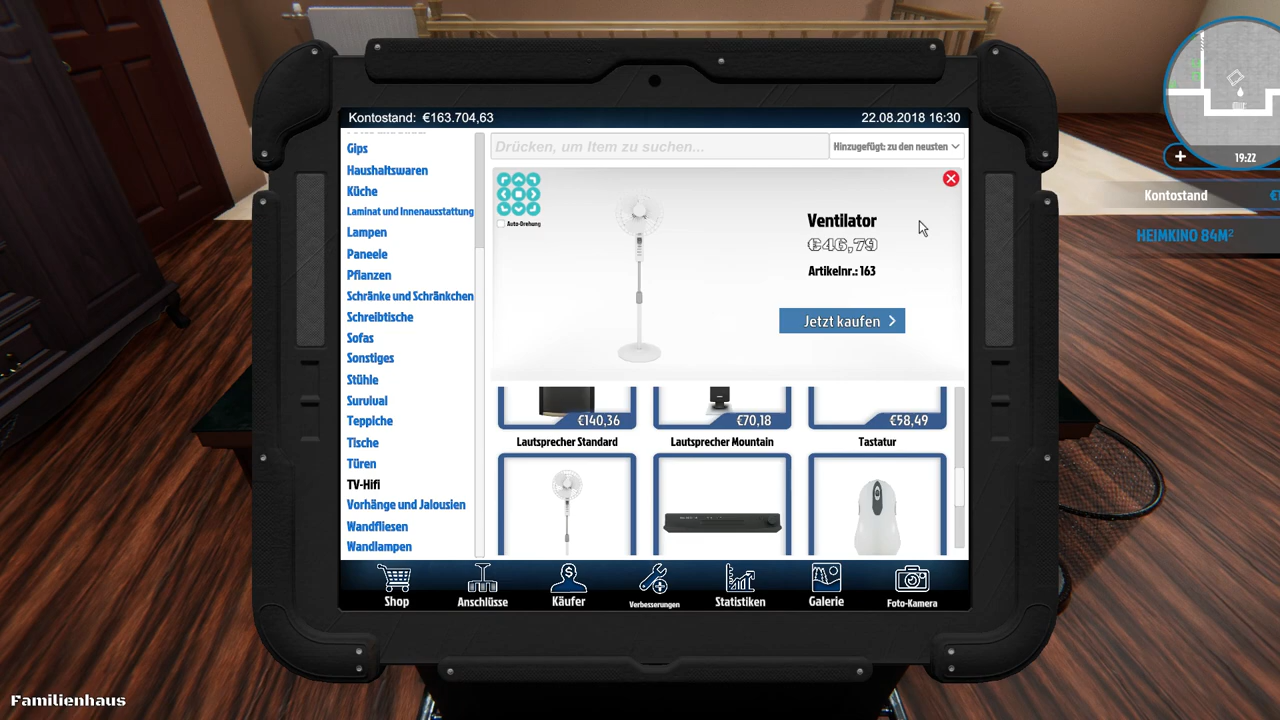 Kontostand: €163.704,63
22.08.2018 16:30
Gips
Haushaltswaren
Küche
Laminat und Innenausstattung
Lampen
Paneele
Pflanzen
Schränke und Schränkchen
Schreibtische
Sofas
Sonstiges
Stühle
Survival
Teppiche
Tische
Türen
TV-Hifi
Vorhänge und Jalousien
Wandfliesen
Wandlampen
Drücken, um Item zu suchen...
Hinzugefügt: zu den neusten
Auto-Drehung
Ventilator
€46,79
Artikelnr.: 163
Jetzt kaufen
€140,36
€70,18
€58,49
Lautsprecher Standard
Lautsprecher Mountain
Tastatur
Shop
Anschlüsse
Käufer
Verbesserungen
Statistiken
Galerie
Foto-Kamera
19:22
Kontostand
HEIMKINO 84M²
Familienhaus